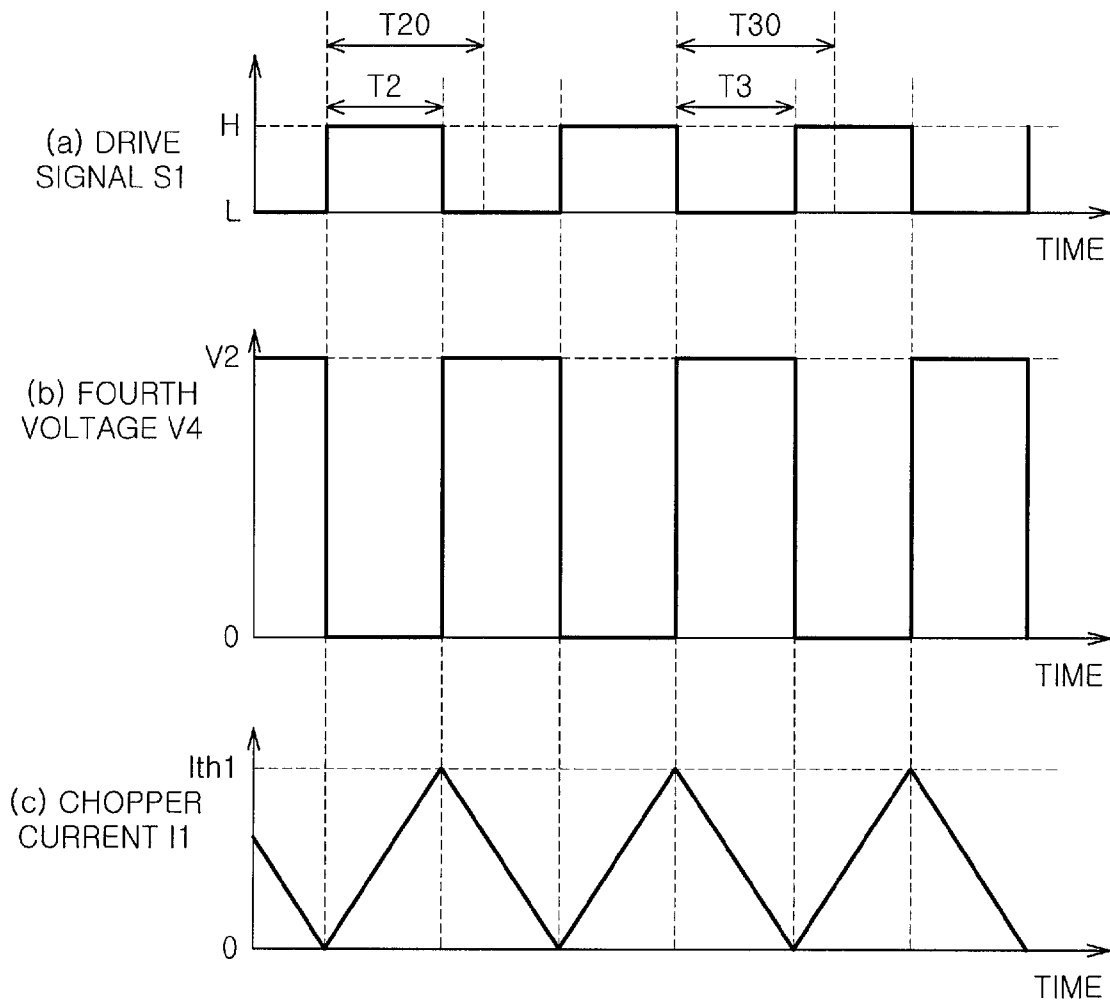 T20
T30
T2
T3
H
(a) DRIVE
SIGNAL S1
L
TIME
V2
(b) FOURTH
VOLTAGE V4
0
TIME
Ith1
(c) CHOPPER
CURRENT I1
0
TIME